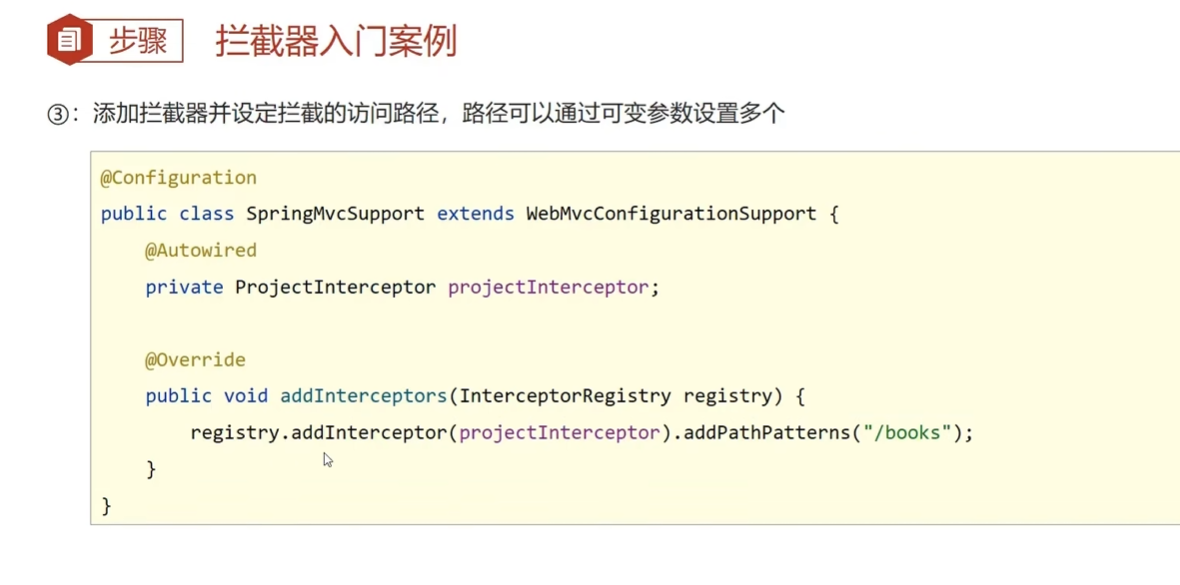 步骤 拦截器入门案例
③：添加拦截器并设定拦截的访问路径，路径可以通过可变参数设置多个
@Configuration
public class SpringMvcSupport extends WebMvcConfigurationSupport {
    @Autowired
    private ProjectInterceptor projectInterceptor;

    @Override
    public void addInterceptors(InterceptorRegistry registry) {
        registry.addInterceptor(projectInterceptor).addPathPatterns("/books");
    }
}